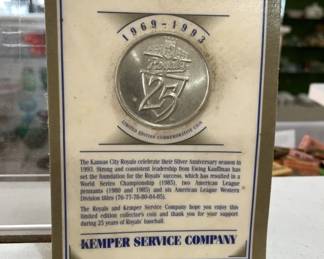 1969-1993
Royals
25
limited edition commemorative coin
The Kansas City Royals celebrate their Silver Anniversary season in
1993. Strong and consistent leadership from Ewing Kauffman has
set the foundation for the Royals' success, which resulted in a
World Series Championship (1985), two American League
pennants (1980 and 1985) and six American League Western
Division titles (76-77-78-80-84-85).
The Royals and Kemper Service Company hope you enjoy this
limited edition collector's coin and thank you for your support
during 25 years of Royals' baseball.
KEMPER SERVICE COMPANY